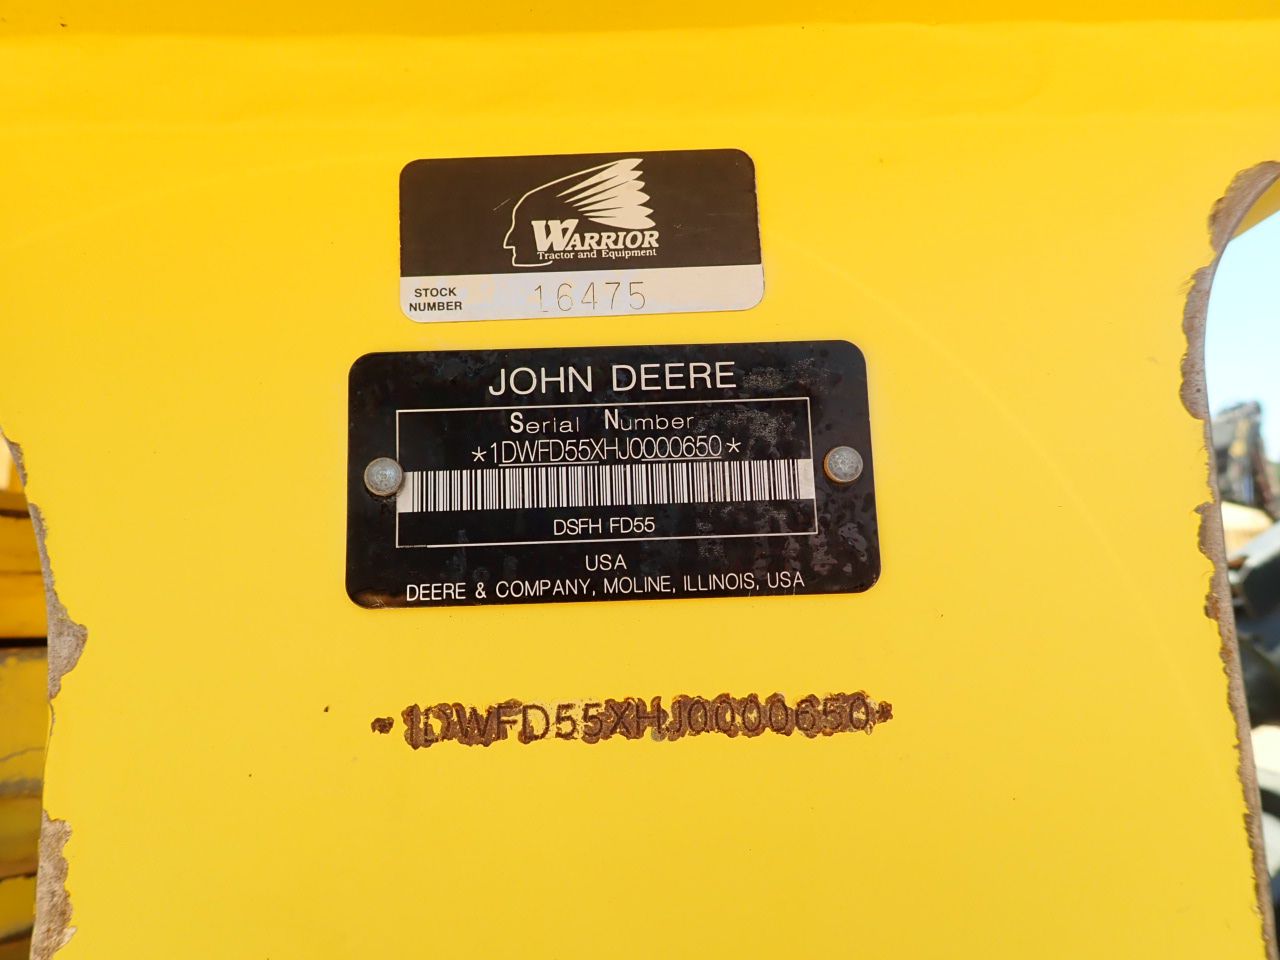 WARRIOR
Tractor and Equipment
STOCK
NUMBER
16475
JOHN DEERE
Serial Number
*1DWFD55XHJ0000650*
DSFH FD55
USA
DEERE & COMPANY, MOLINE, ILLINOIS, USA
*1DWFD55XHJ0000650*